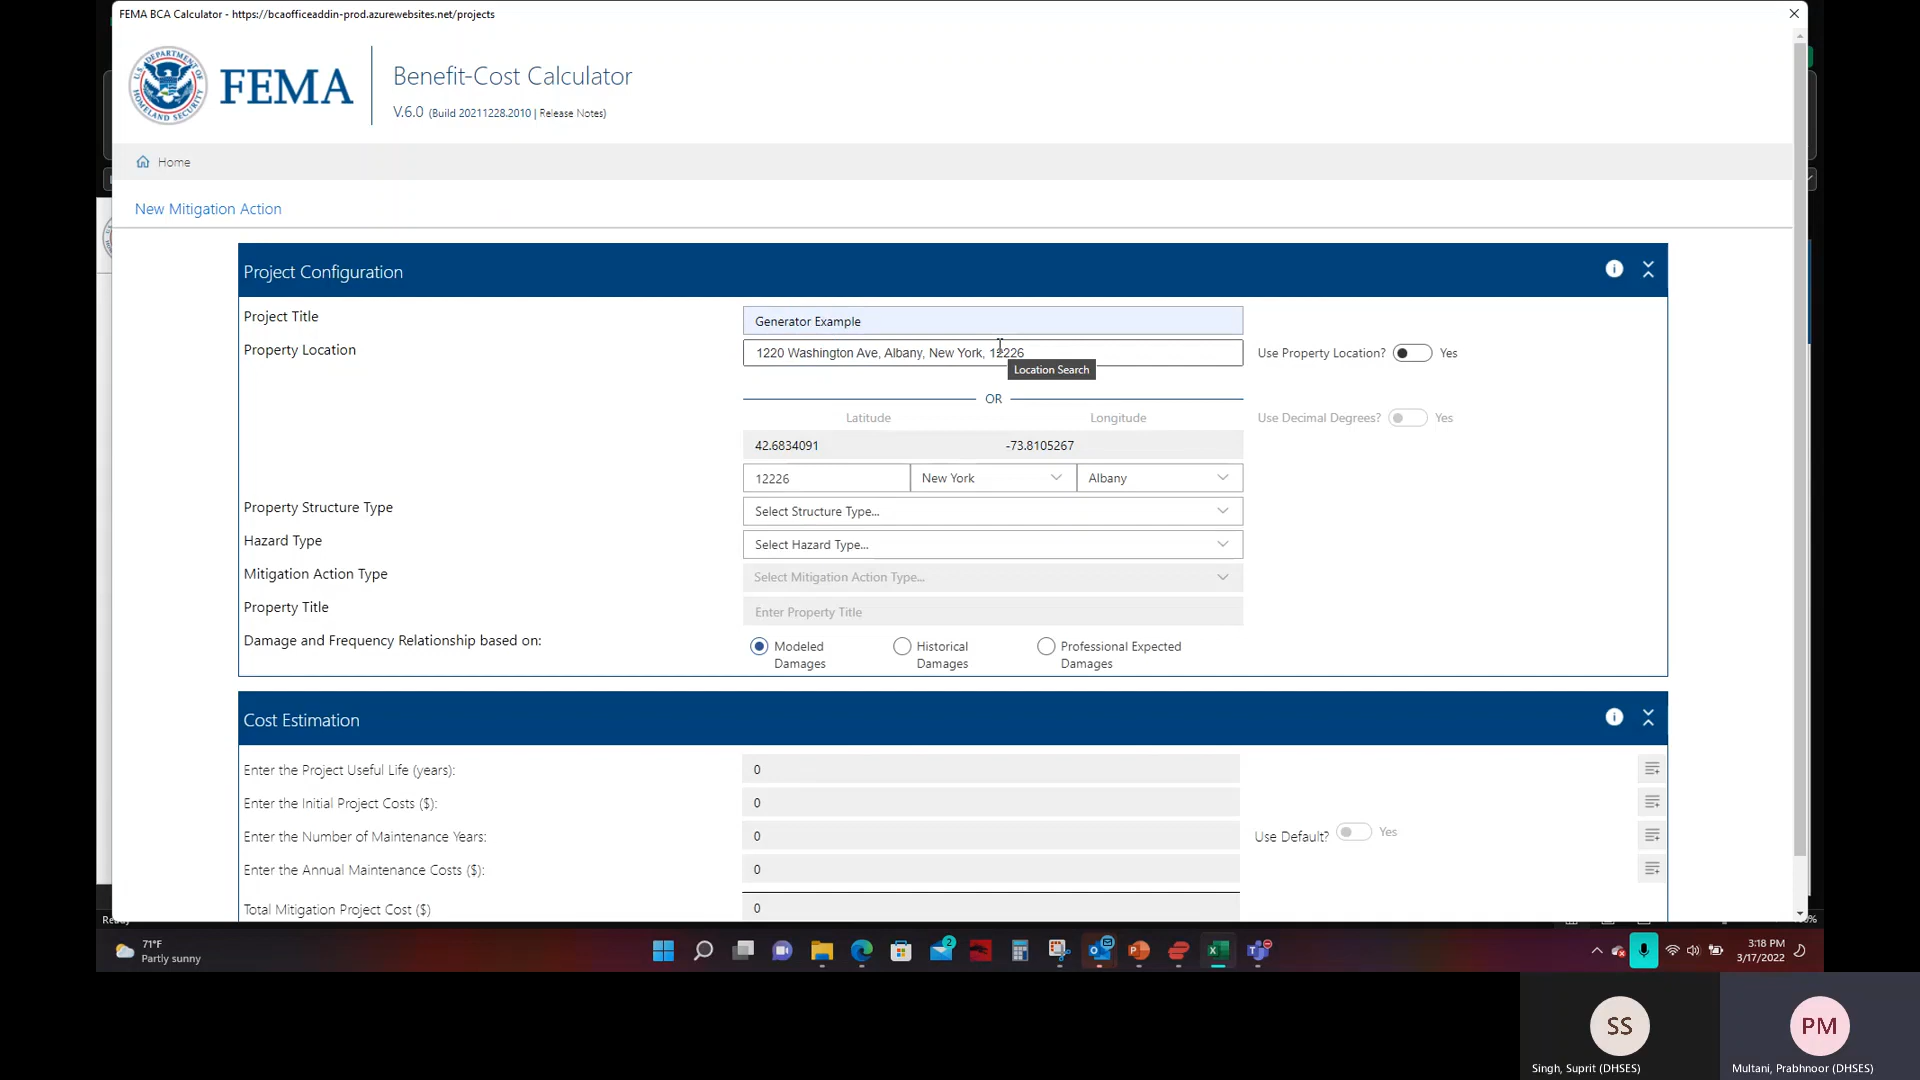 FEMA BCA Calculator - https://bcaofficeaddin-prod.azurewebsites.net/projects
U.S. DEPARTMENT OF HOMELAND SECURITY
FEMA
Benefit-Cost Calculator
V.6.0 (Build 20211228.2010 | Release Notes)
Home
New Mitigation Action
Project Configuration
Project Title
Generator Example
Property Location
1220 Washington Ave, Albany, New York, 12226
Use Property Location? Yes
Location Search
OR
Latitude Longitude
Use Decimal Degrees? Yes
42.6834091 -73.8105267
12226 New York Albany
Property Structure Type
Select Structure Type...
Hazard Type
Select Hazard Type...
Mitigation Action Type
Select Mitigation Action Type...
Property Title
Enter Property Title
Damage and Frequency Relationship based on:
Modeled Damages
Historical Damages
Professional Expected Damages
Cost Estimation
Enter the Project Useful Life (years): 0
Enter the Initial Project Costs ($): 0
Enter the Number of Maintenance Years: 0
Use Default? Yes
Enter the Annual Maintenance Costs ($): 0
Total Mitigation Project Cost ($) 0
71°F
Partly sunny
2
3:18 PM
3/17/2022
SS
PM
Singh, Suprit (DHSES)
Multani, Prabhnoor (DHSES)